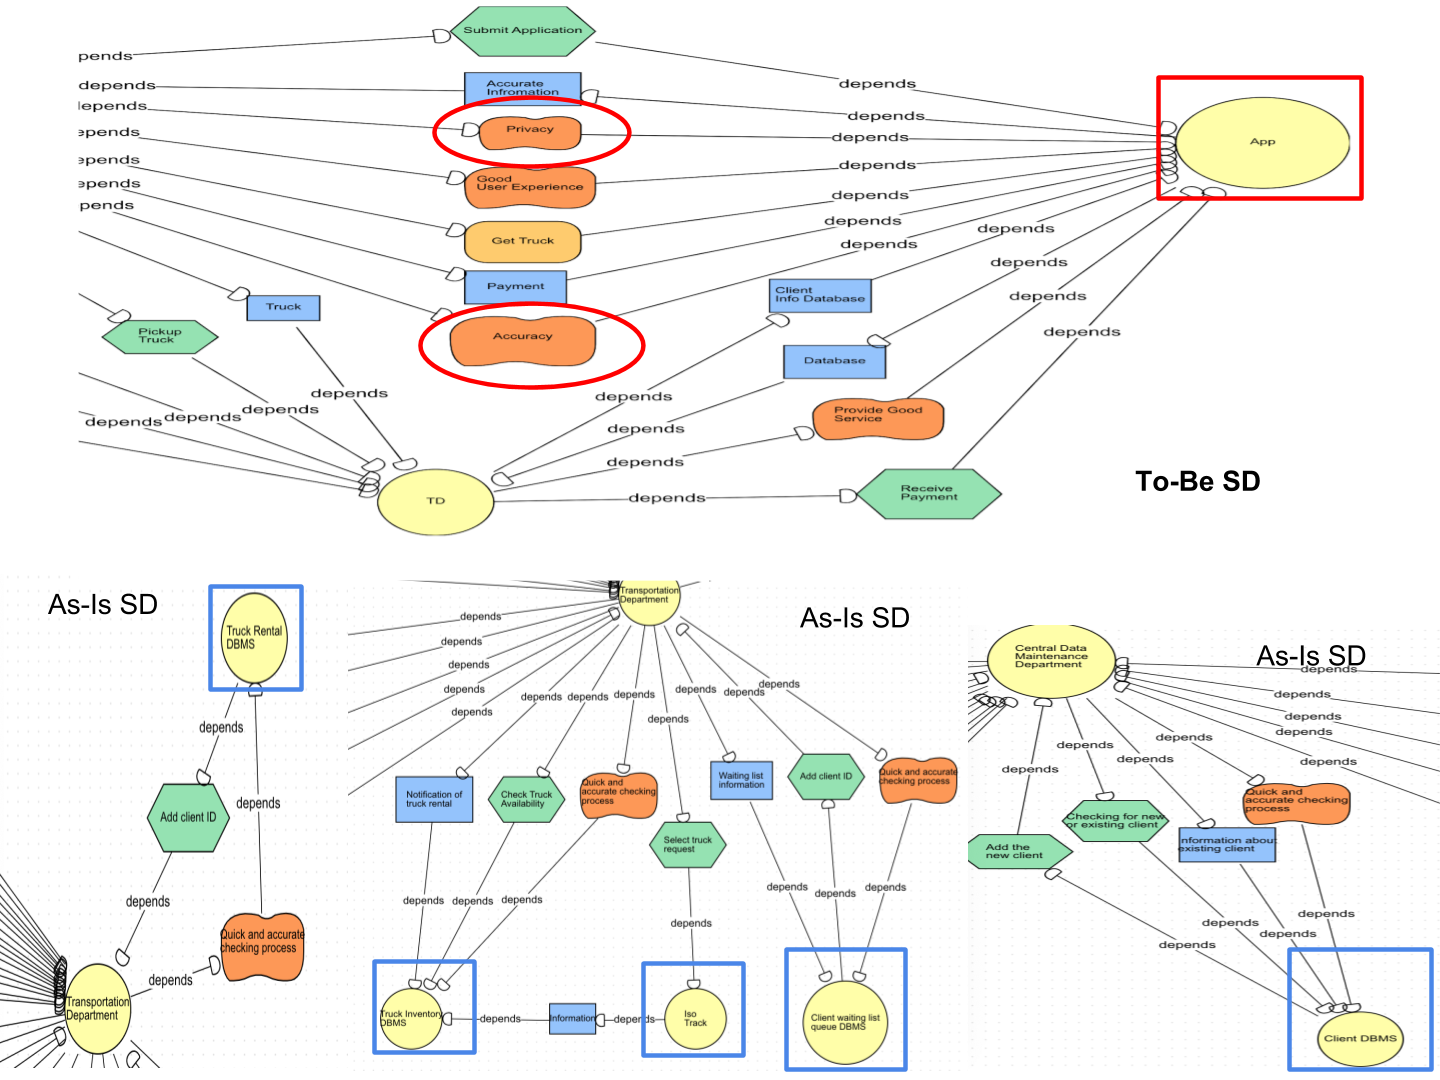 Submit Application
pends
depends
depends
Accurate
Infromation
lepends
depends
Privacy
depends
App
epends
depends
Good
User Experience
epends
depends
epends
depends
pends
depends
Get Truck
depends
depends
Payment
Client
Info Database
depends
Truck
Pickup
Truck
Accuracy
depends
Database
depends
depends
depends
depends
depends
Provide Good
Service
depends
depends
depends
To-Be SD
TD
depends
Receive
Payment
As-Is SD
Truck Rental
DBMS
depends
Add client ID
depends
depends
Quick and accurate
checking process
depends
Transportation
Department
Transportation
Department
As-Is SD
depends
depends
depends
depends
depends
depends
depends
depends
depends
depends
depends
depends
Notification of
truck rental
Check Truck
Availability
Quick and
accurate checking
process
Waiting list
information
Add client ID
Quick and accurate
checking process
Select truck
request
depends
depends
depends
depends
depends
depends
depends
Truck Inventory
DBMS
depends
Information
depends
Iso
Track
Client waiting list
queue DBMS
Central Data
Maintenance
Department
As-Is SD
depends
depends
depends
depends
depends
depends
depends
depends
depends
Quick and
accurate checking
process
Checking for new
or existing client
nformation about
existing client
Add the
new client
depends
depends
depends
depends
Client DBMS